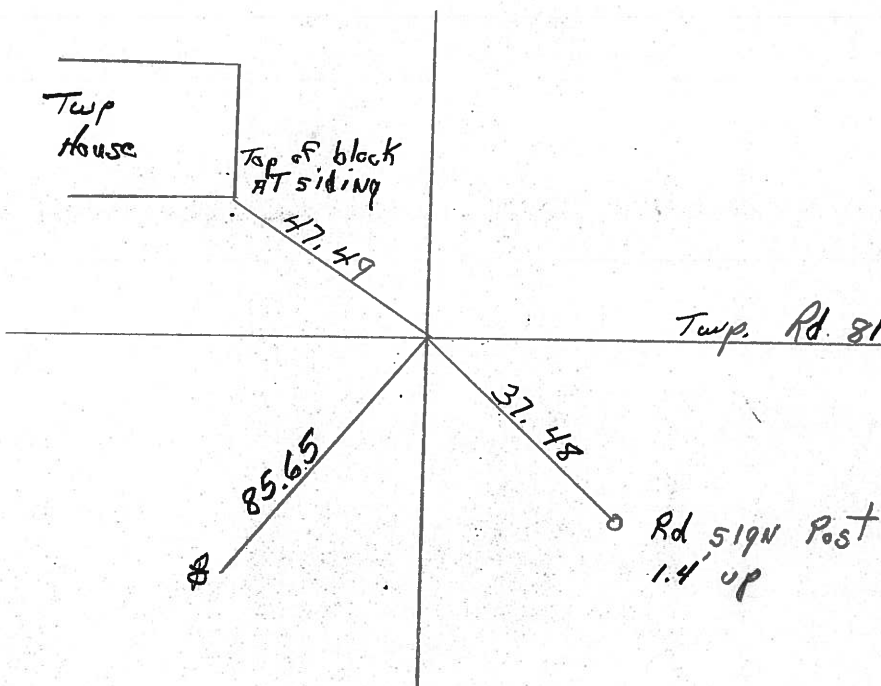 Twp
House
Top of block
AT siding
47.49
Twp. Rd. 81
37.48
85.65
Rd sign Post
1.4' up